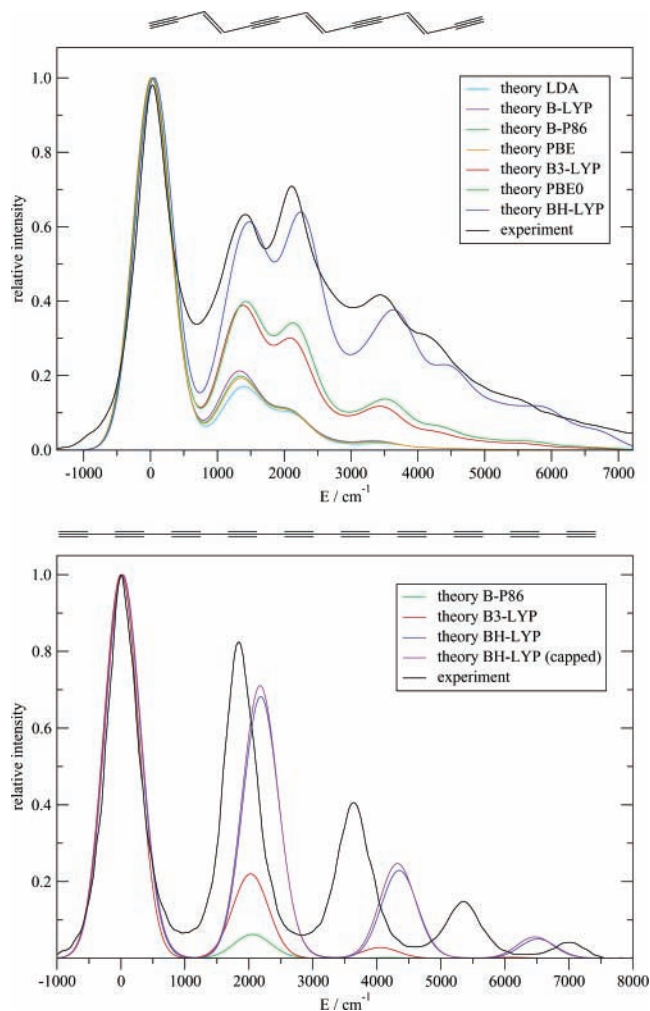 1.0
0.8
0.6
0.4
0.2
0.0
relative intensity
theory LDA
theory B-LYP
theory B-P86
theory PBE
theory B3-LYP
theory PBE0
theory BH-LYP
experiment
-1000 0 1000 2000 3000 4000 5000 6000 7000
E / cm-1
1.0
0.8
0.6
0.4
0.2
relative intensity
theory B-P86
theory B3-LYP
theory BH-LYP
theory BH-LYP (capped)
experiment
-1000 0 1000 2000 3000 4000 5000 6000 7000 8000
E / cm-1